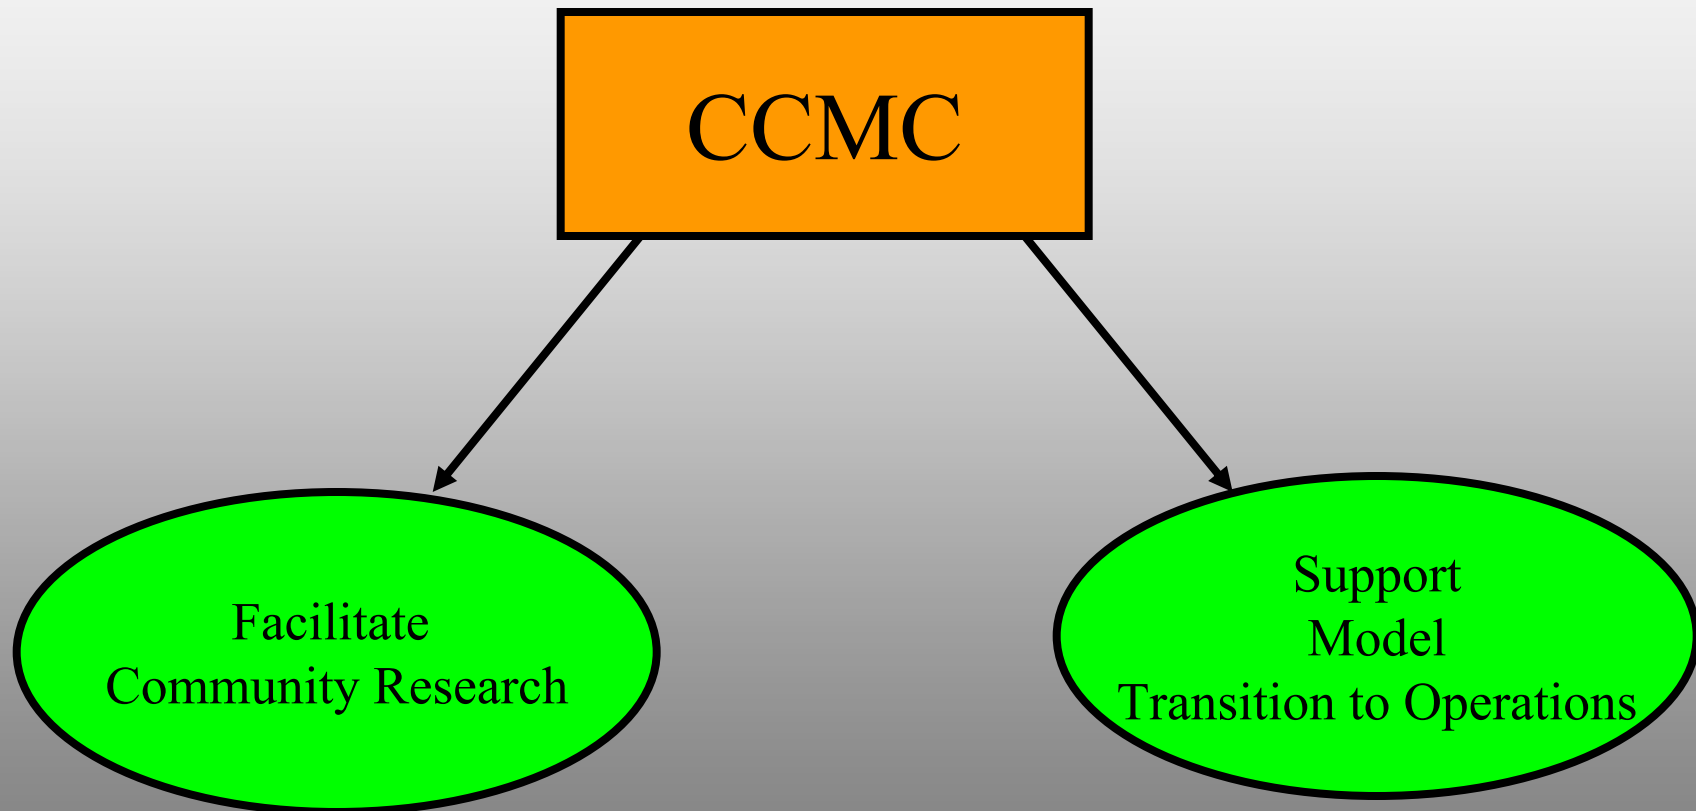 CCMC
Facilitate
Community Research
Support
Model
Transition to Operations